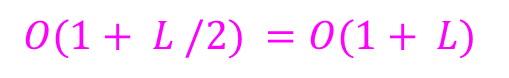 O(1 + L /2) = O(1 + L)